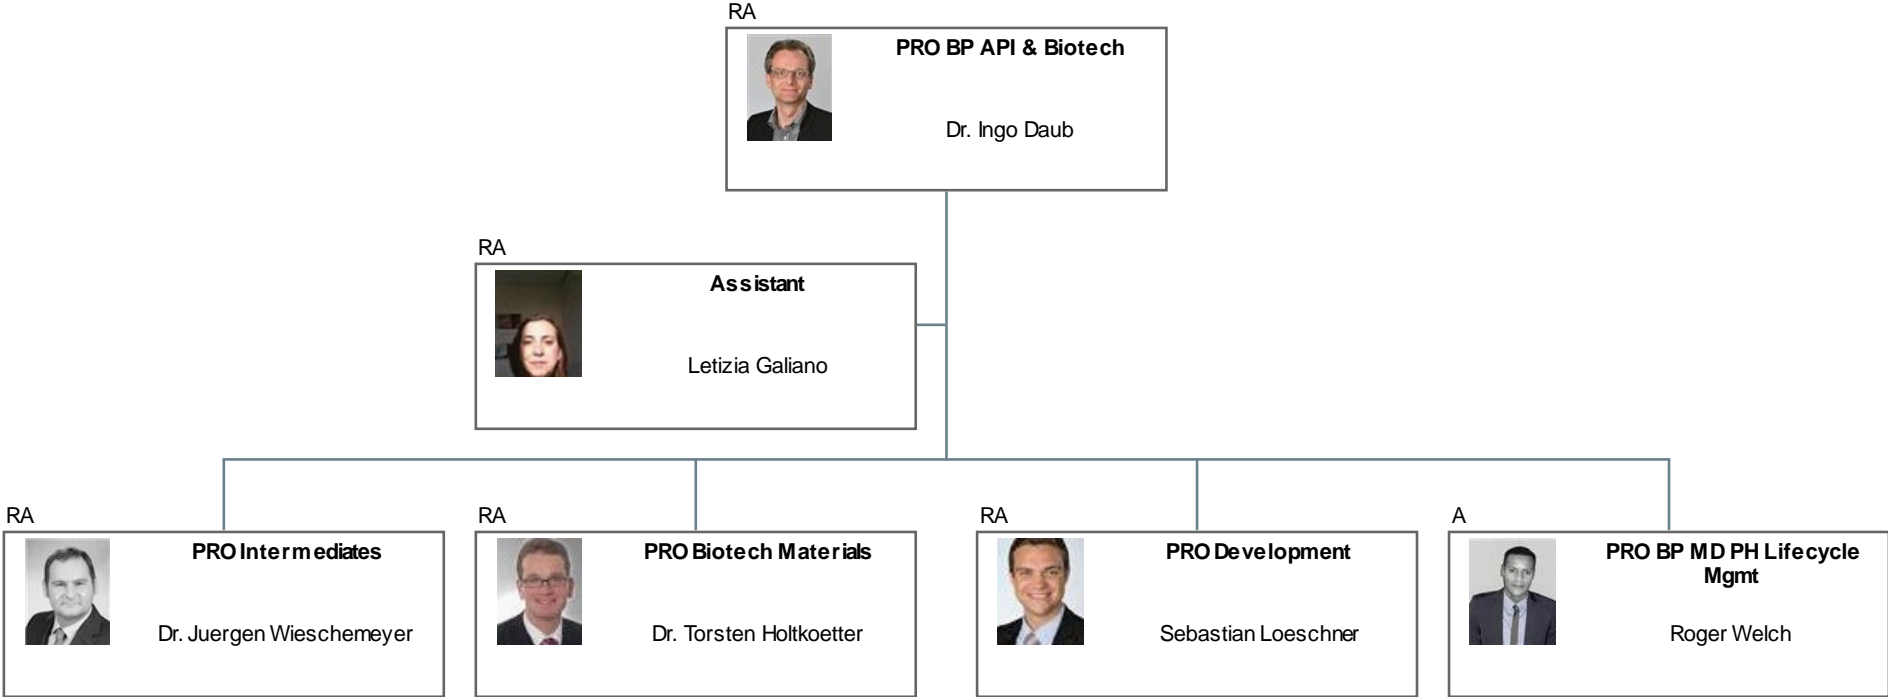 RA
PRO BP API & Biotech
Dr. Ingo Daub
RA
Assistant
Letizia Galiano
RA
PRO Intermediates
Dr. Juergen Wieschemeyer
RA
PRO Biotech Materials
Dr. Torsten Holtkoetter
RA
PRO Development
Sebastian Loeschner
A
PRO BP MD PH Lifecycle
Mgmt
Roger Welch